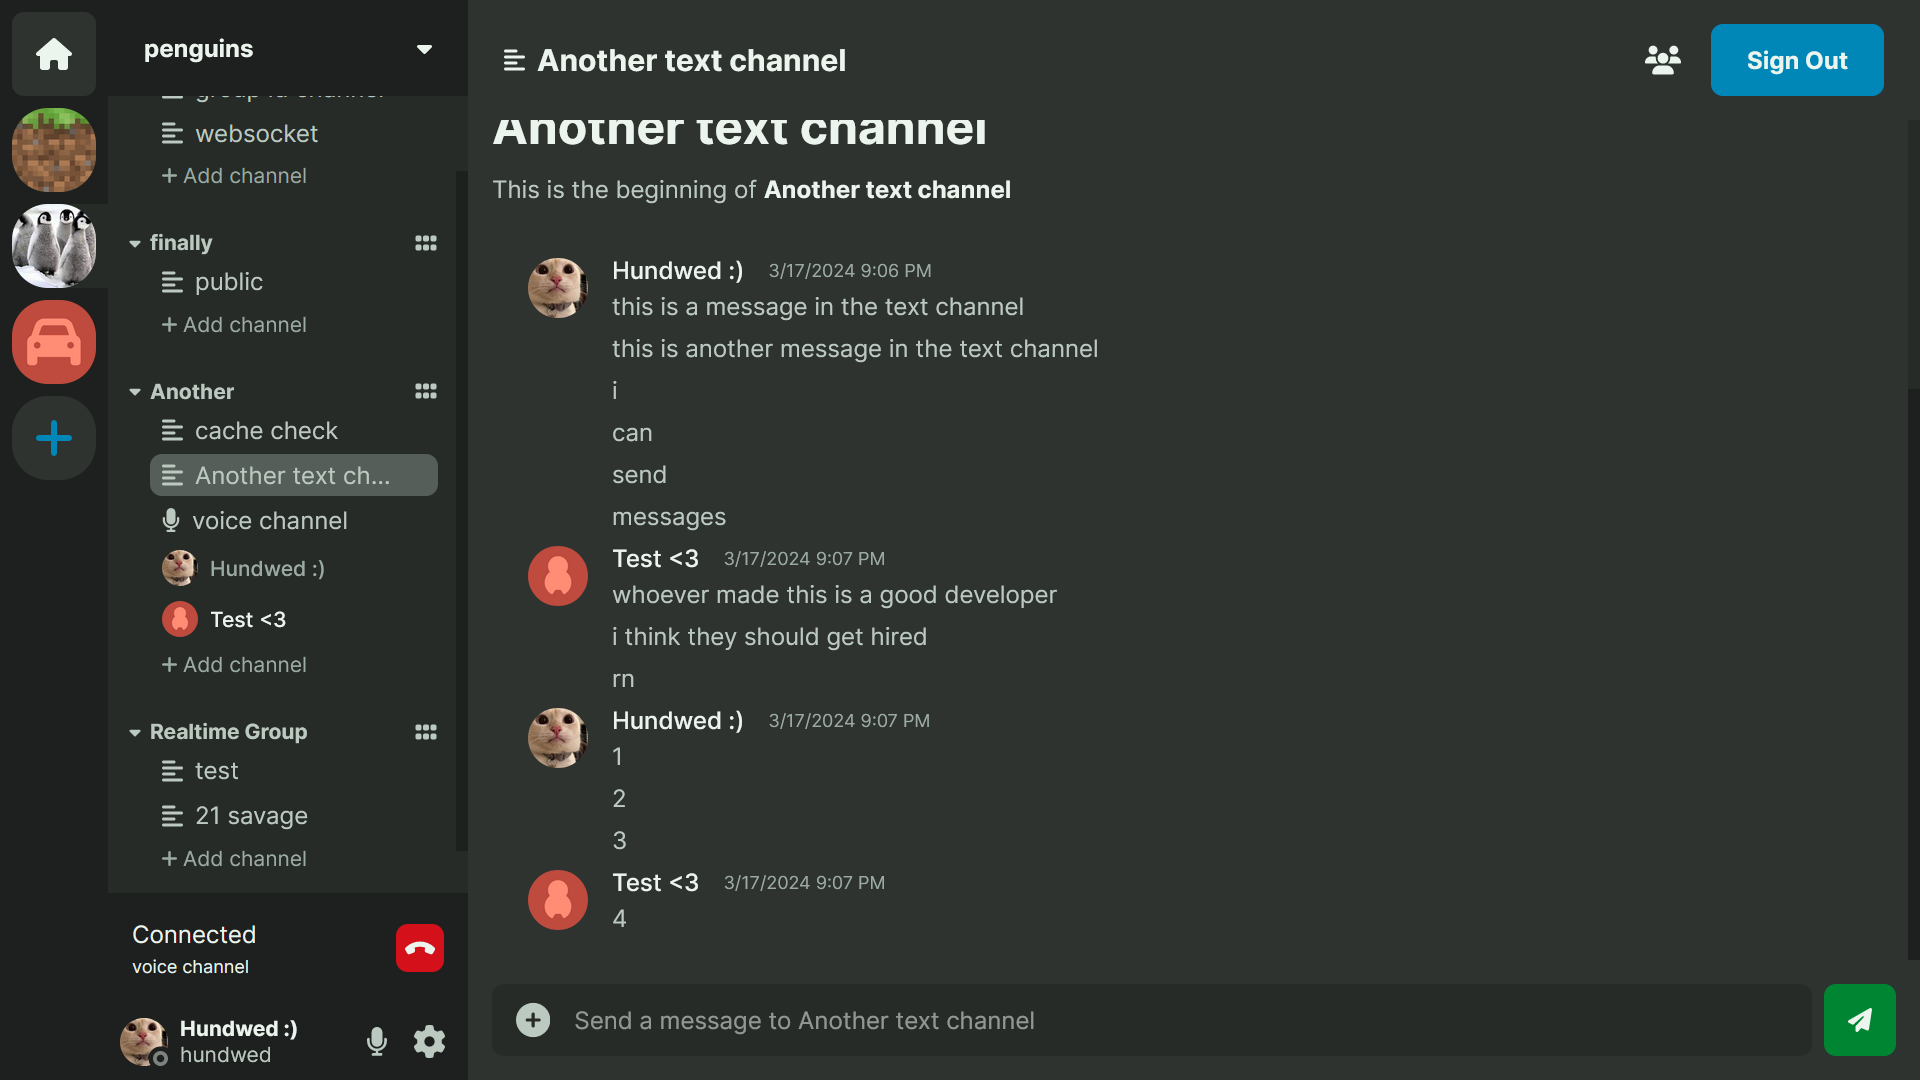 penguins
websocket
+ Add channel
finally
public
+ Add channel
Another
cache check
Another text ch...
voice channel
Hundwed :)
Test <3
+ Add channel
Realtime Group
test
21 savage
+ Add channel
Connected
voice channel
Hundwed :)
hundwed
Another text channel
Sign Out
Another text channel
This is the beginning of Another text channel
Hundwed :) 3/17/2024 9:06 PM
this is a message in the text channel
this is another message in the text channel
i
can
send
messages
Test <3 3/17/2024 9:07 PM
whoever made this is a good developer
i think they should get hired
rn
Hundwed :) 3/17/2024 9:07 PM
1
2
3
Test <3 3/17/2024 9:07 PM
4
Send a message to Another text channel